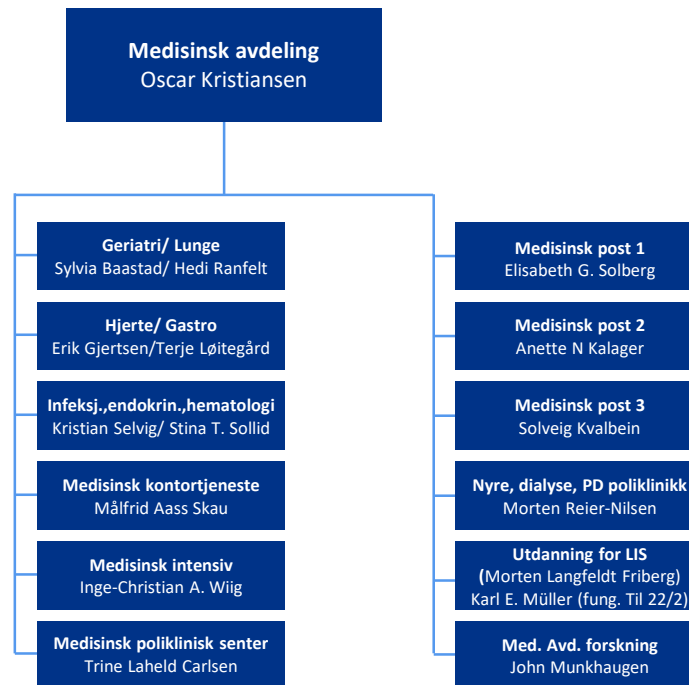 Medisinsk avdeling
Oscar Kristiansen
Geriatri/ Lunge
Sylvia Baastad/ Hedi Ranfelt
Hjerte/ Gastro
Erik Gjertsen/Terje Løitegård
Infeksj.,endokrin.,hematologi
Kristian Selvig/ Stina T. Sollid
Medisinsk kontortjeneste
Målfrid Aass Skau
Medisinsk intensiv
Inge-Christian A. Wiig
Medisinsk poliklinisk senter
Trine Laheld Carlsen
Medisinsk post 1
Elisabeth G. Solberg
Medisinsk post 2
Anette N Kalager
Medisinsk post 3
Solveig Kvalbein
Nyre, dialyse, PD poliklinikk
Morten Reier-Nilsen
Utdanning for LIS
(Morten Langfeldt Friberg)
Karl E. Müller (fung. Til 22/2)
Med. Avd. forskning
John Munkhaugen